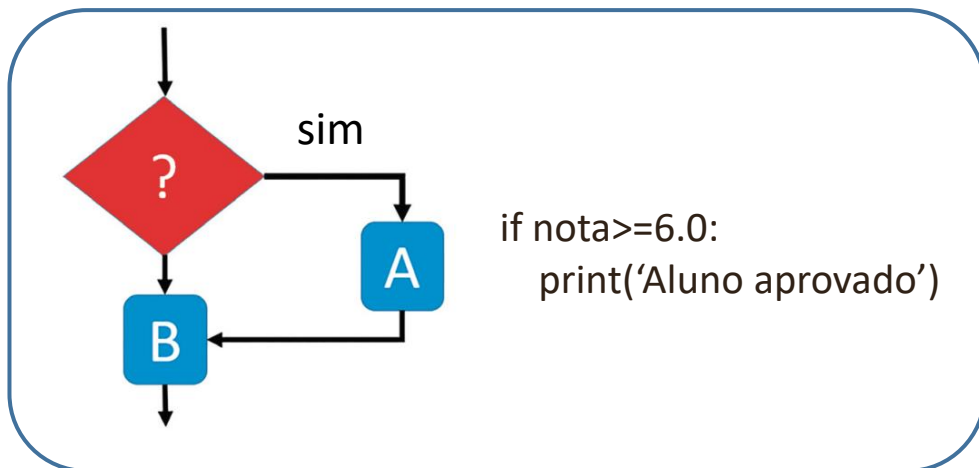 sim
?
A
B
if nota>=6.0:
print(‘Aluno aprovado’)